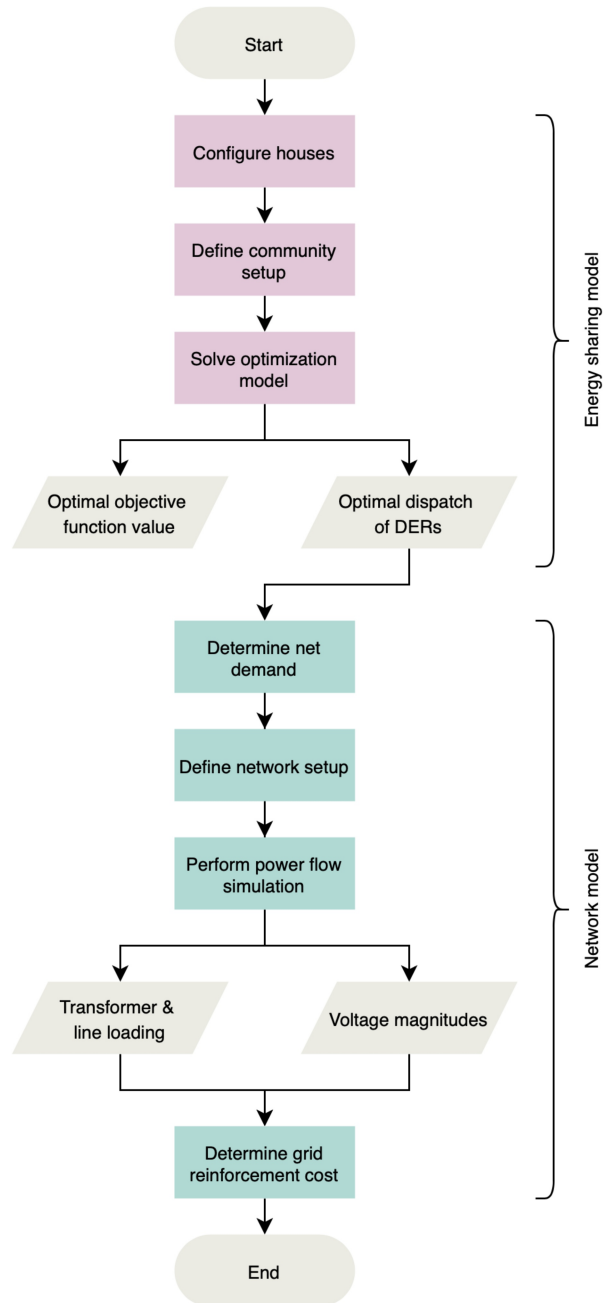 Start
Configure houses
Define community
setup
Solve optimization
model
Optimal objective
function value
Optimal dispatch
of DERs
Energy sharing model
Determine net
demand
Define network setup
Perform power flow
simulation
Transformer &
line loading
Voltage magnitudes
Determine grid
reinforcement cost
Network model
End